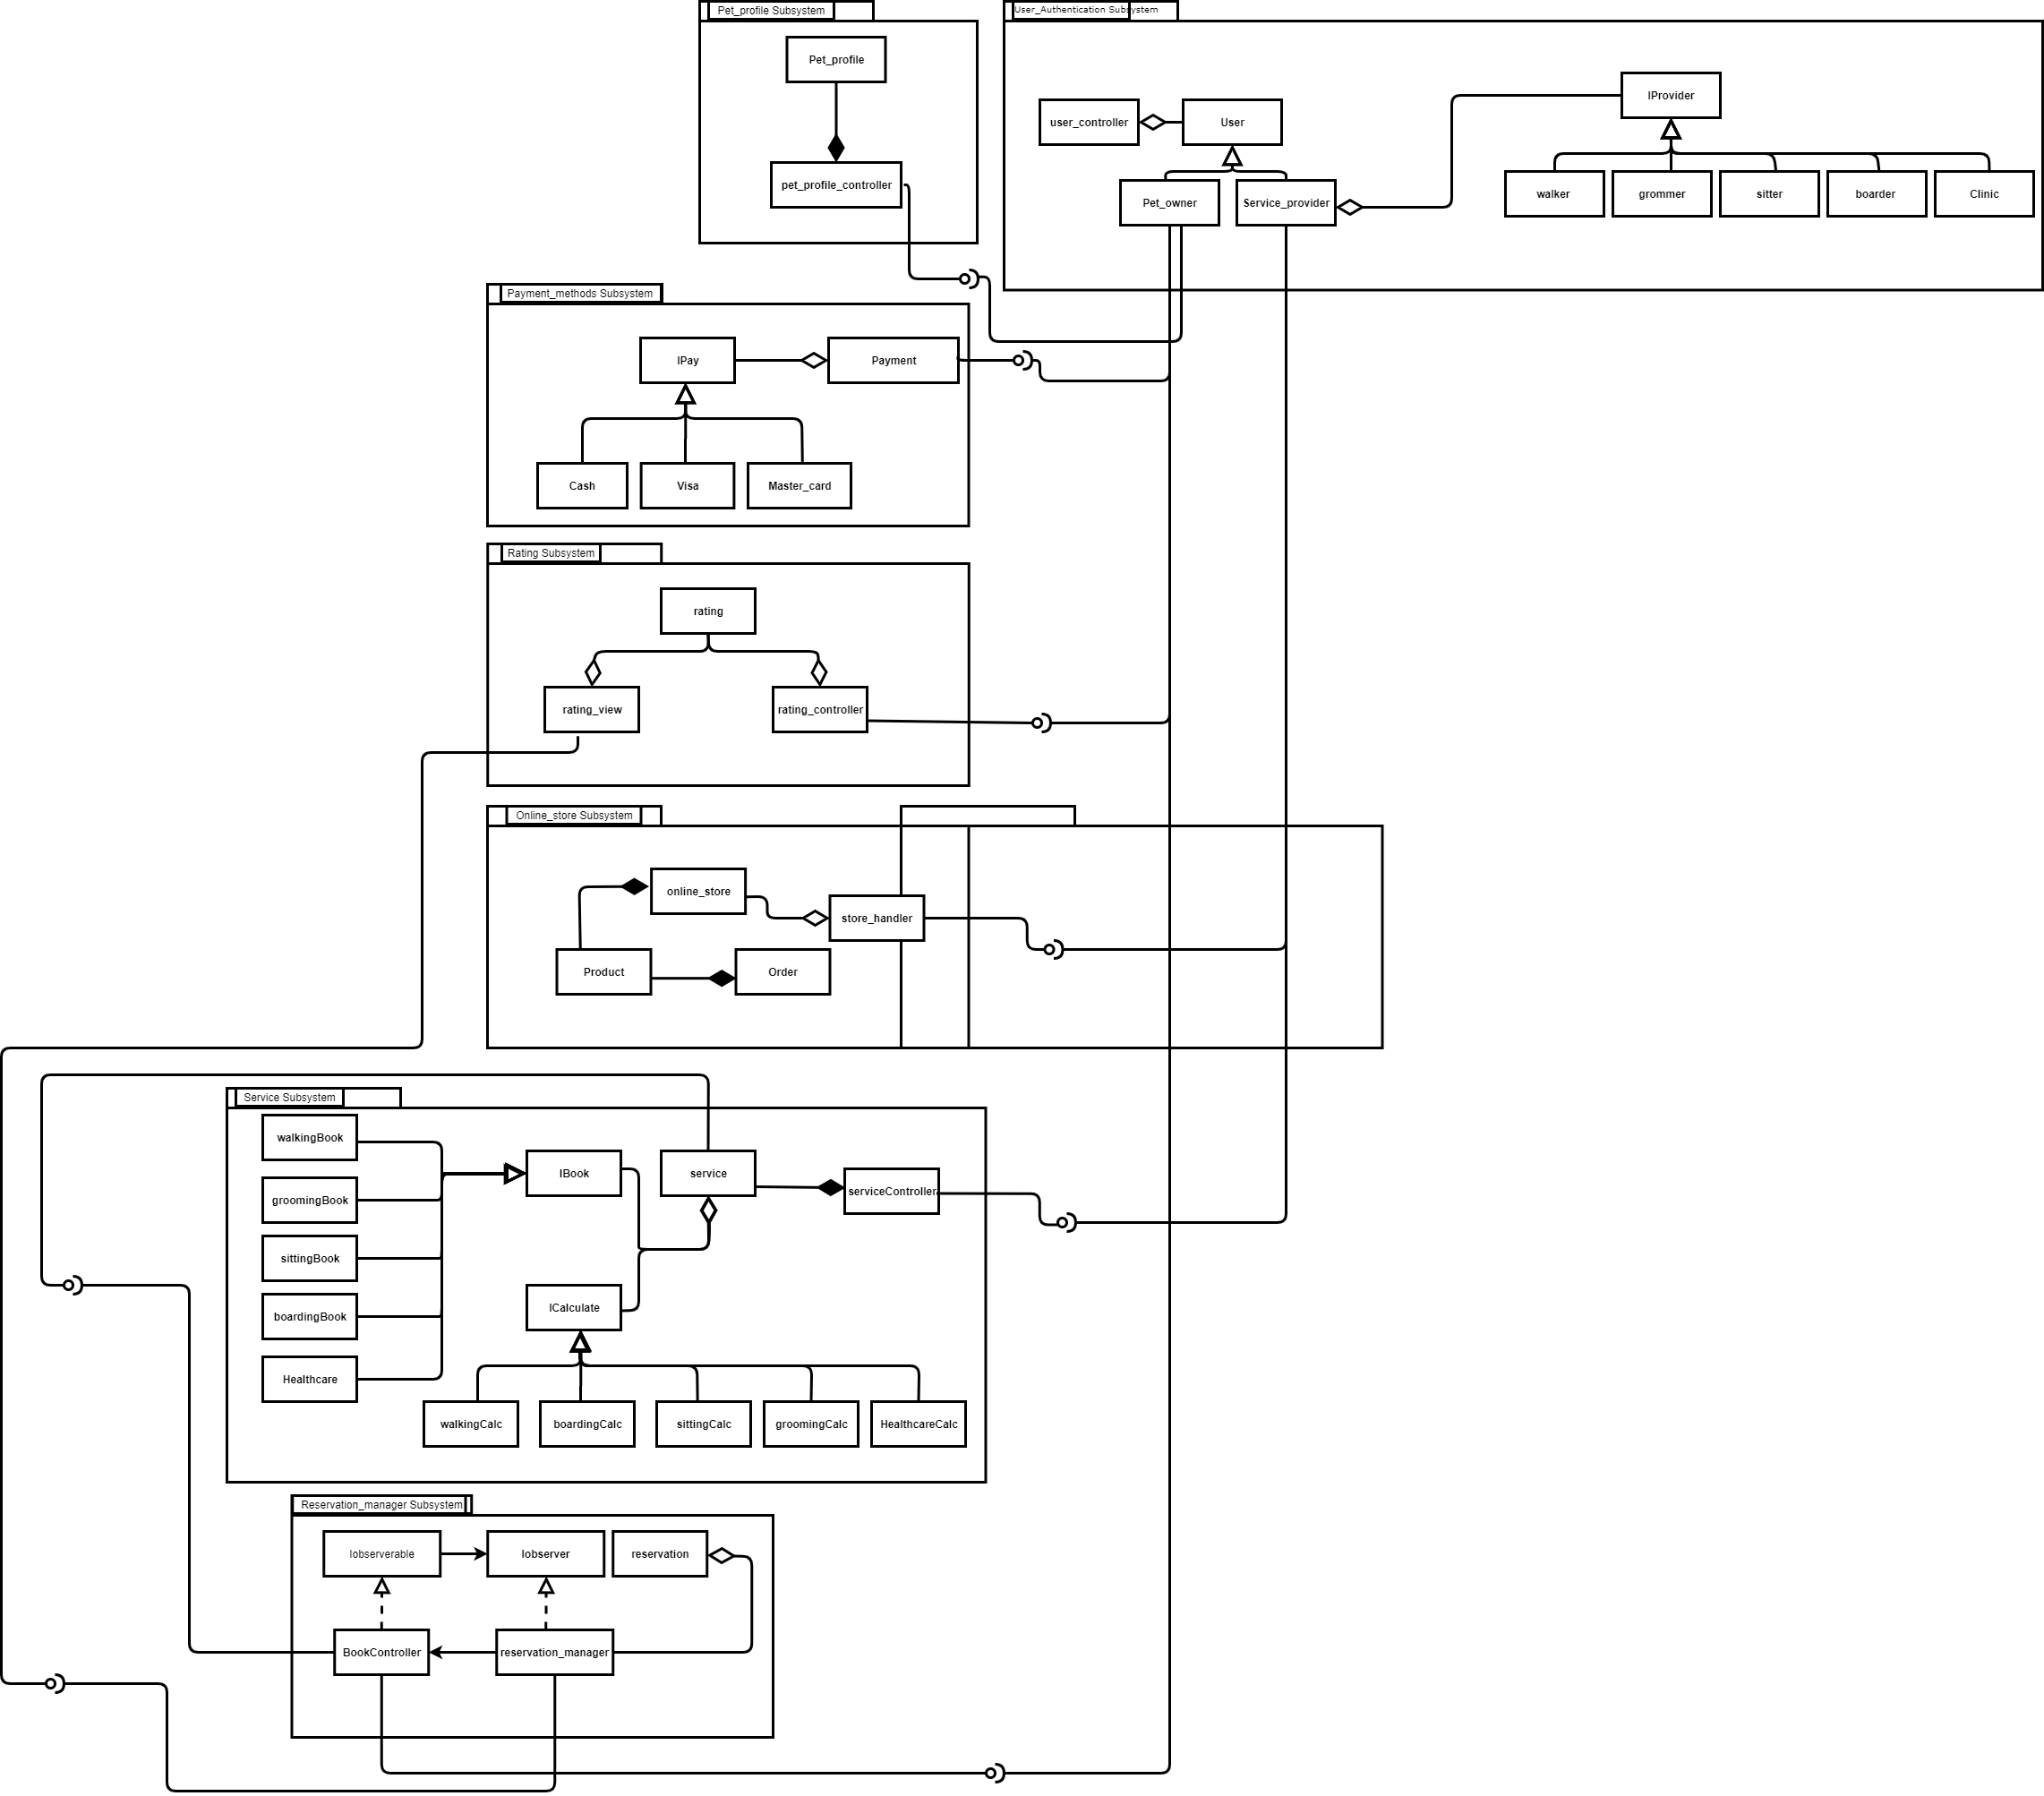 Pet_profile Subsystem
Pet_profile
pet_profile_controller
User_Authentication Subsystem
user_controller
User
IProvider
Pet_owner
Service_provider
walker
grommer
sitter
boarder
Clinic
Payment_methods Subsystem
IPay
Payment
Cash
Visa
Master_card
Rating Subsystem
rating
rating_view
rating_controller
Online_store Subsystem
online_store
store_handler
Product
Order
Service Subsystem
walkingBook
IBook
service
serviceController
groomingBook
sittingBook
boardingBook
ICalculate
Healthcare
walkingCalc
boardingCalc
sittingCalc
groomingCalc
HealthcareCalc
Reservation_manager Subsystem
Iobserverable
Iobserver
reservation
BookController
reservation_manager